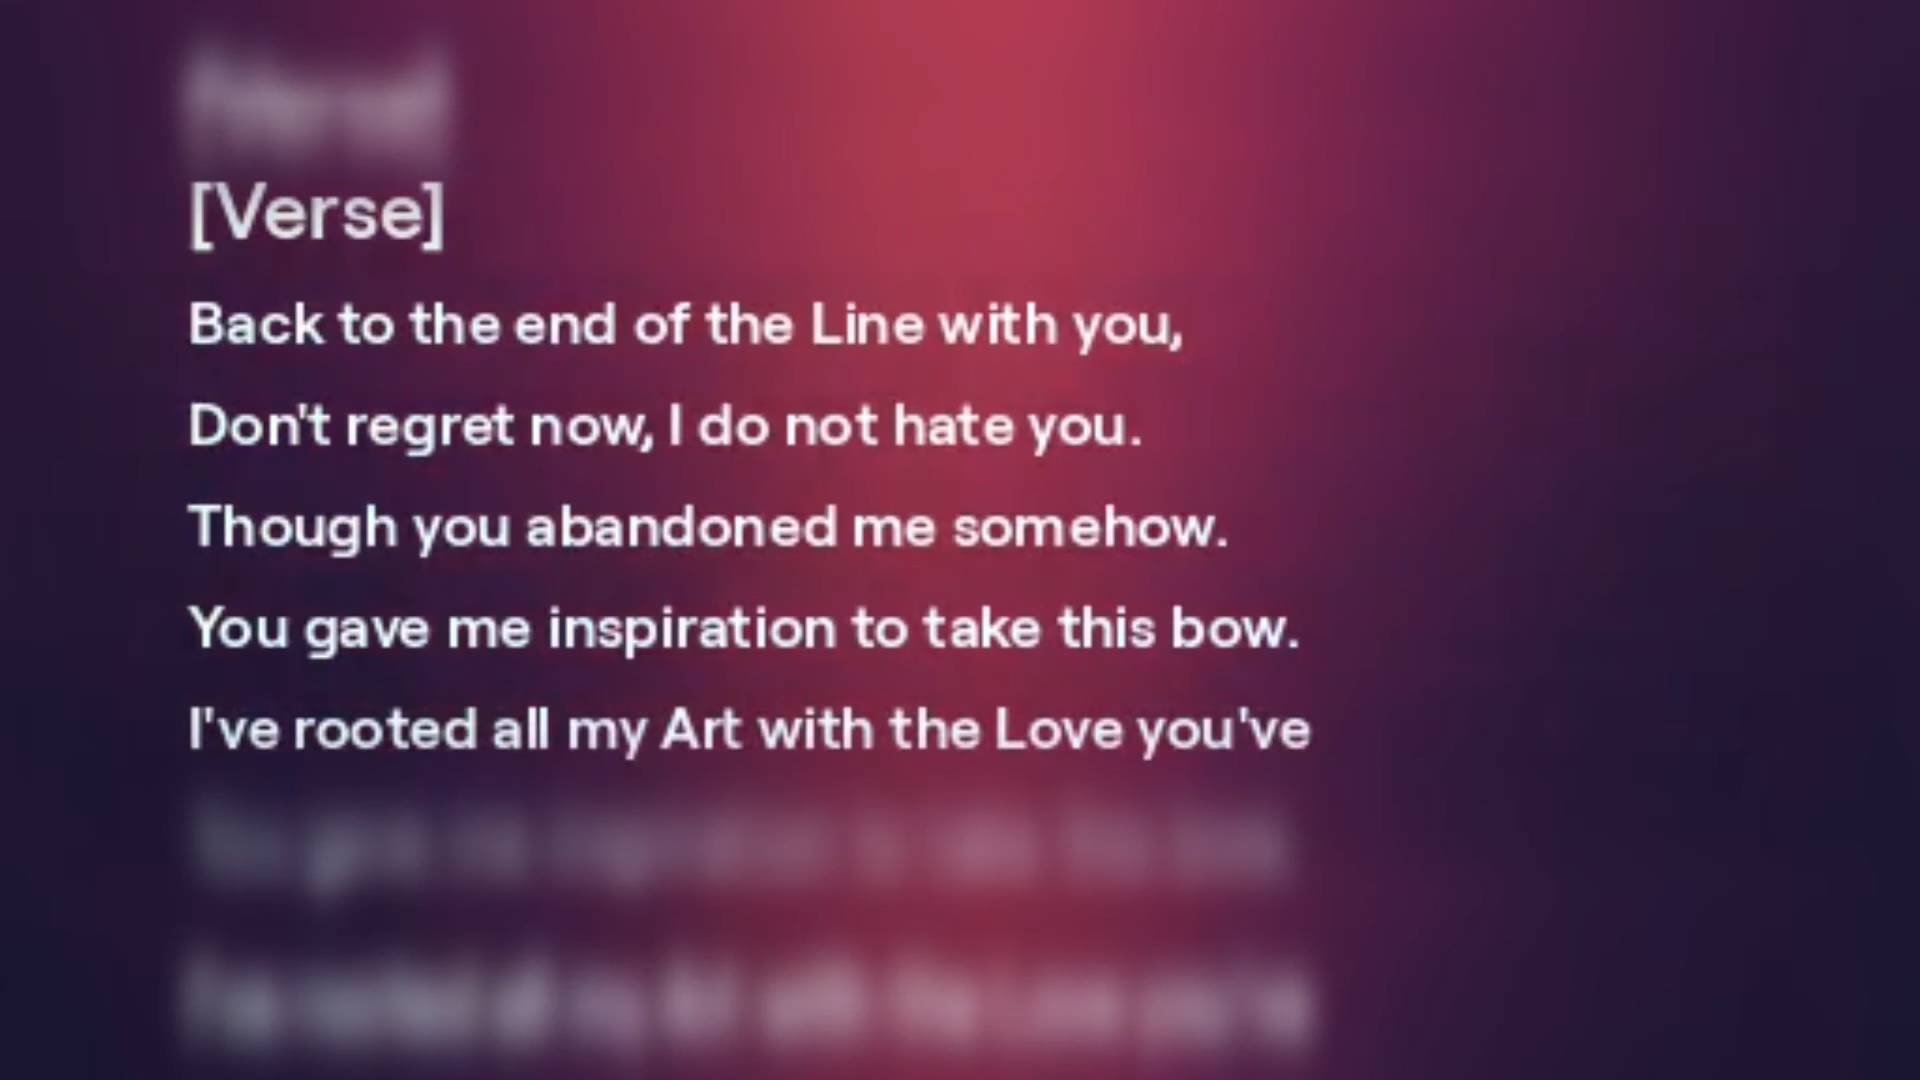 [Verse]
Back to the end of the Line with you,
Don't regret now, I do not hate you.
Though you abandoned me somehow.
You gave me inspiration to take this bow.
I've rooted all my Art with the Love you've